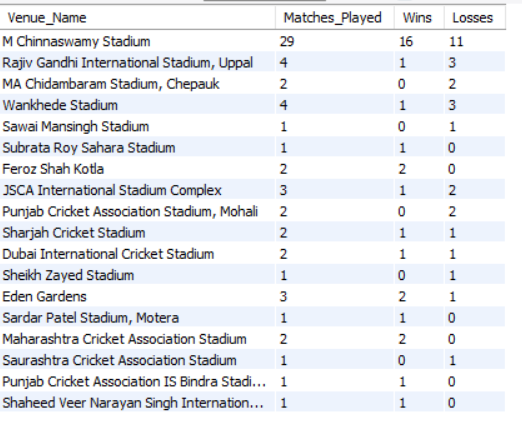 Venue_Name Matches_Played Wins Losses
M Chinnaswamy Stadium 29 16 11
Rajiv Gandhi International Stadium, Uppal 4 1 3
MA Chidambaram Stadium, Chepauk 2 0 2
Wankhede Stadium 4 1 3
Sawai Mansingh Stadium 1 0 1
Subrata Roy Sahara Stadium 1 1 0
Feroz Shah Kotla 2 2 0
JSCA International Stadium Complex 3 1 2
Punjab Cricket Association Stadium, Mohali 2 0 2
Sharjah Cricket Stadium 2 1 1
Dubai International Cricket Stadium 2 1 1
Sheikh Zayed Stadium 1 0 1
Eden Gardens 3 2 1
Sardar Patel Stadium, Motera 1 1 0
Maharashtra Cricket Association Stadium 2 2 0
Saurashtra Cricket Association Stadium 1 0 1
Punjab Cricket Association IS Bindra Stadi... 1 1 0
Shaheed Veer Narayan Singh Internation... 1 1 0